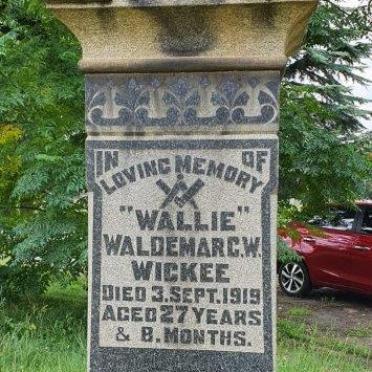 IN OF
LOVING MEMORY
"WALLIE"
WALDEMAR C.W.
WICKEE
DIED 3. SEPT. 1919
AGED 27 YEARS
& 8. MONTHS.